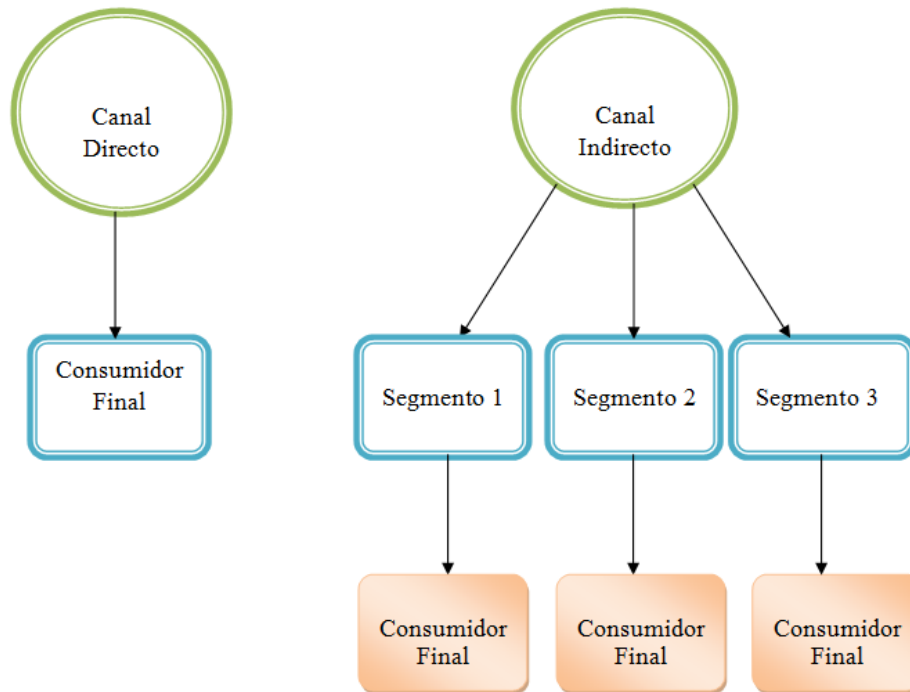 Canal
Directo
Canal
Indirecto
Consumidor
Final
Segmento 1
Segmento 2
Segmento 3
Consumidor
Final
Consumidor
Final
Consumidor
Final